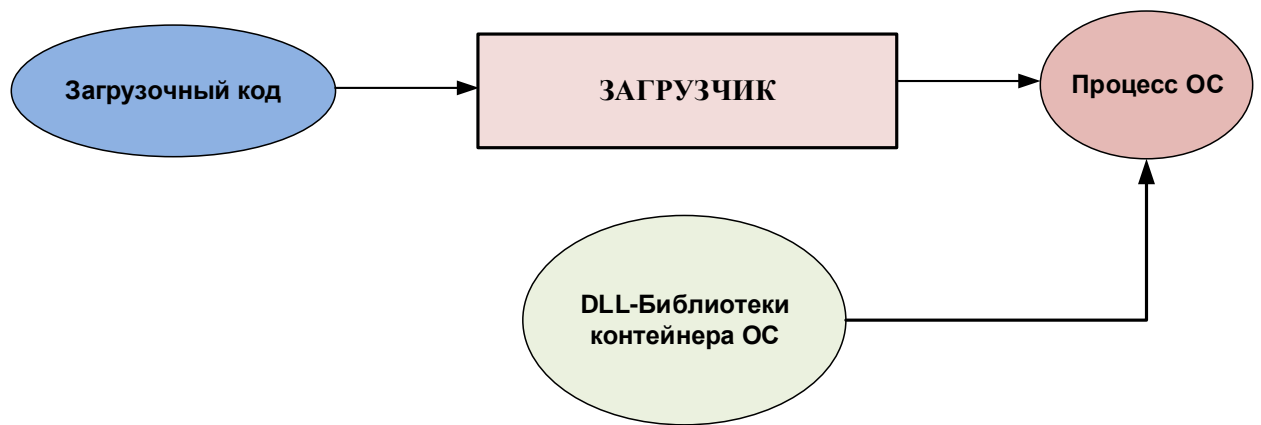 Загрузочный код
ЗАГРУЗЧИК
Процесс ОС
DLL-Библиотеки
контейнера ОС